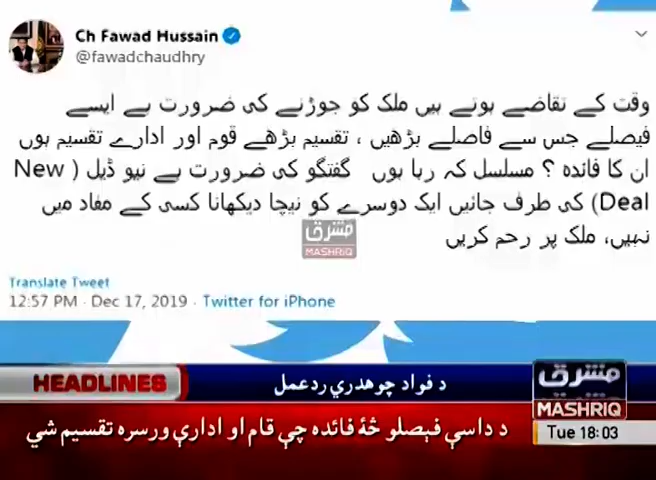 Ch Fawad Hussain
@fawadchaudhry
وقت کے تقاضے ہوتے ہیں ملک کو جوڑنے کی ضرورت ہے ایسے
فیصلے جس سے فاصلے بڑھیں ، تقسیم بڑھے قوم اور ادارے تقسیم ہوں
ان کا فائدہ ؟ مسلسل کہ رہا ہوں گفتگو کی ضرورت ہے نیو ڈیل ( New
Deal) کی طرف جائیں ایک دوسرے کو نیچا دیکھانا کسی کے مفاد میں
نہیں، ملک پر رحم کریں
مشرق
MASHRIQ
Translate Tweet
12:57 PM · Dec 17, 2019 · Twitter for iPhone
HEADLINES
د فواد چوهدري ردعمل
مشرق
MASHRIQ
د داسې فېصلو څۀ فائده چې قام او ادارې ورسره تقسيم شي
Tue 18:03